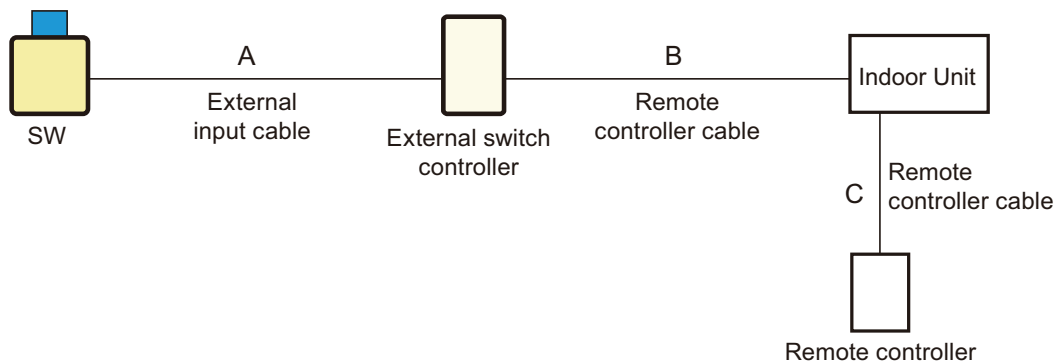 A
B
Indoor Unit
External
input cable
Remote
controller cable
SW
External switch
controller
C
Remote
controller cable
Remote controller